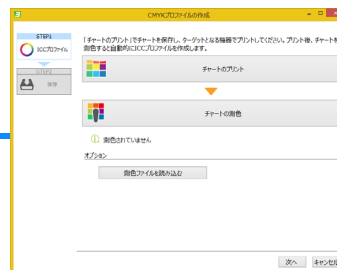 CMYKプロファイルの作成
STEP1
ICCプロファイル
STEP2
保存
「チャートのプリント」でチャートを保存し、ターゲットとなる機器でプリントしてください。プリント後、チャートを
測色すると自動的にICCプロファイルを作成します。
チャートのプリント
チャートの測色
測色されていません
オプション
測色ファイルを読み込む
次へ
キャンセル